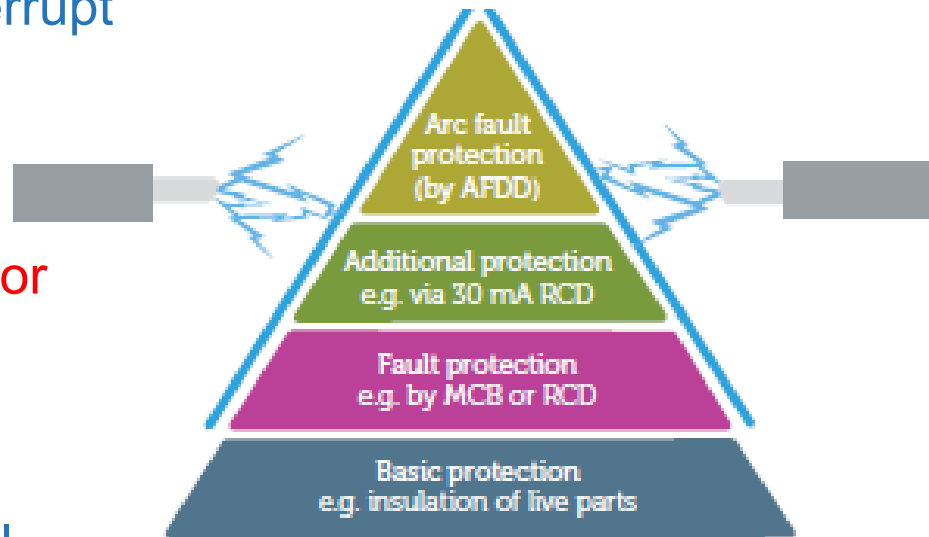 errupt
Arc fault
protection
(by AFDD)
Additional protection
or
e.g. via 30 mA RCD
Fault protection
e.g. by MCB or RCD
Basic protection
e.g. insulation of live parts